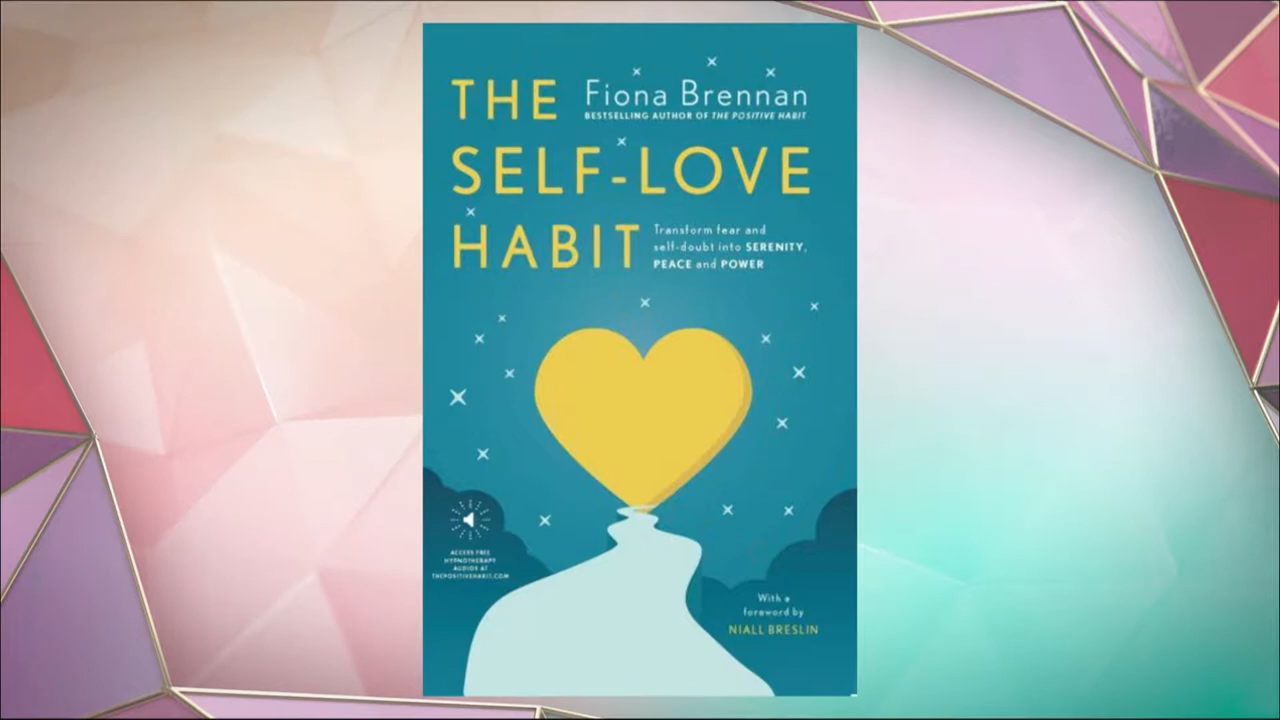 THE
Fiona Brennan
BESTSELLING AUTHOR OF THE POSITIVE HABIT
SELF-LOVE
HABIT
Transform fear and
self-doubt into SERENITY,
PEACE and POWER
ACCESS FREE
HYPNOTHERAPY
AUDIOS AT
THEPOSITIVEHABIT.COM
With a
foreword by
NIALL BRESLIN